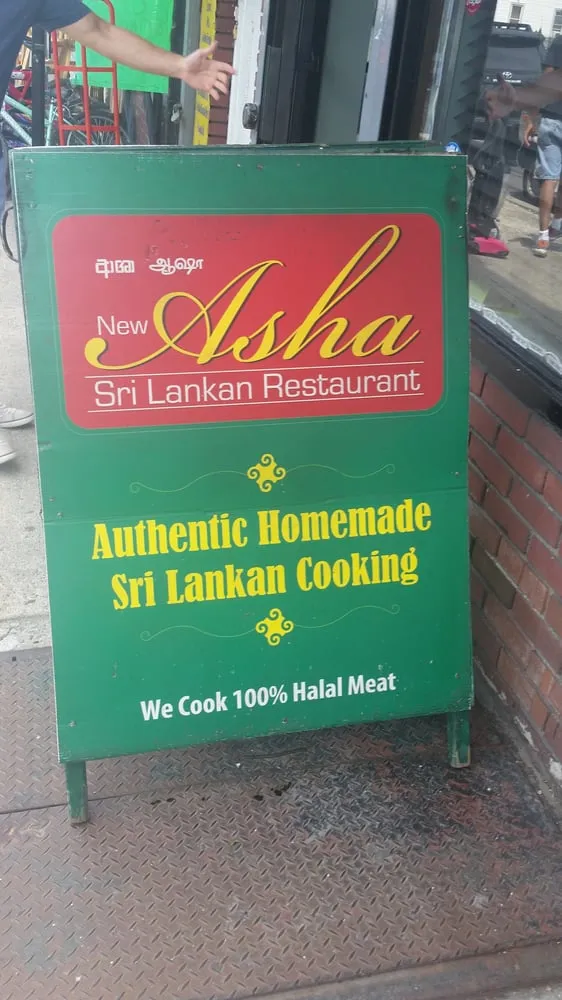 ආශා ஆஷா
New Asha
Sri Lankan Restaurant
Authentic Homemade
Sri Lankan Cooking
We Cook 100% Halal Meat